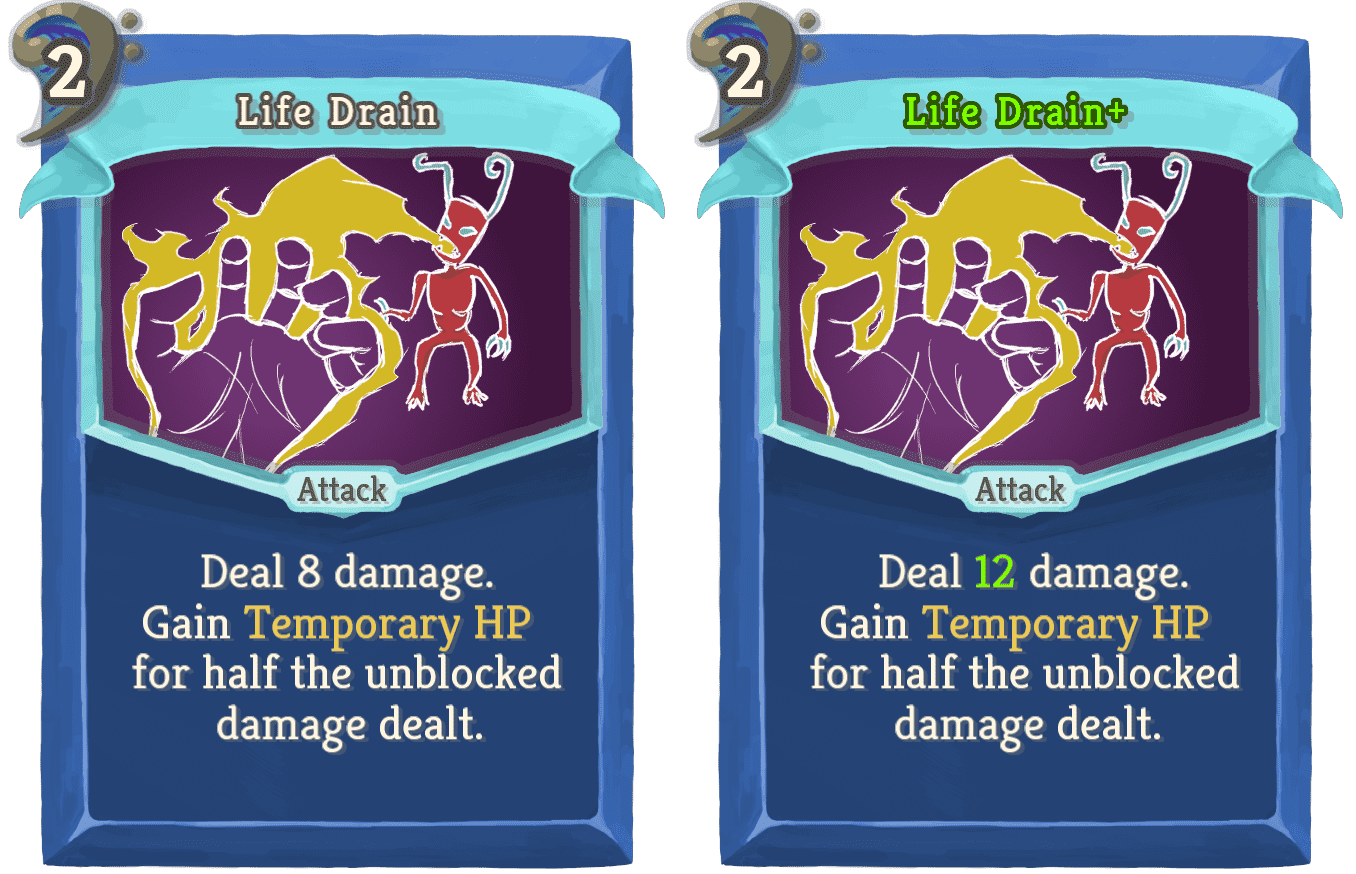 2
Life Drain
Attack
Deal 8 damage.
Gain Temporary HP
for half the unblocked
damage dealt.
2
Life Drain+
Attack
Deal 12 damage.
Gain Temporary HP
for half the unblocked
damage dealt.